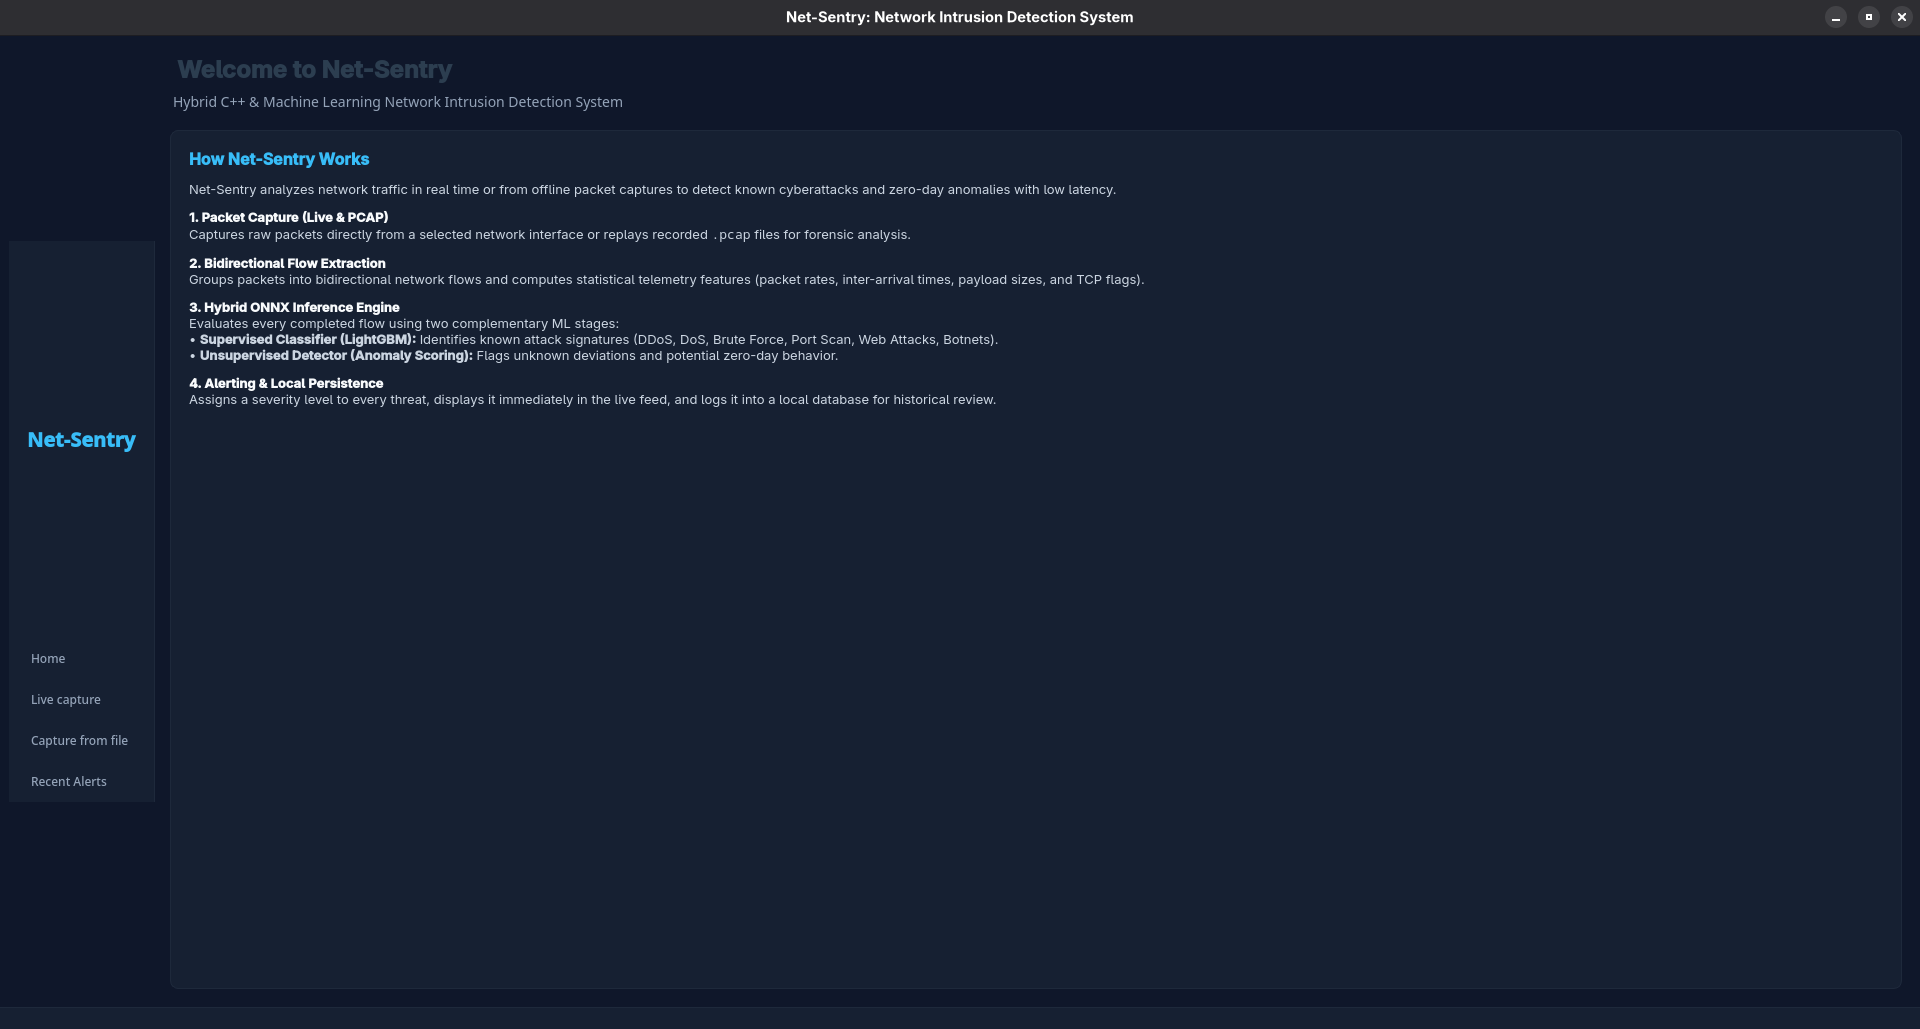 Net-Sentry: Network Intrusion Detection System
Welcome to Net-Sentry
Hybrid C++ & Machine Learning Network Intrusion Detection System
How Net-Sentry Works
Net-Sentry analyzes network traffic in real time or from offline packet captures to detect known cyberattacks and zero-day anomalies with low latency.
1. Packet Capture (Live & PCAP)
Captures raw packets directly from a selected network interface or replays recorded .pcap files for forensic analysis.
2. Bidirectional Flow Extraction
Groups packets into bidirectional network flows and computes statistical telemetry features (packet rates, inter-arrival times, payload sizes, and TCP flags).
3. Hybrid ONNX Inference Engine
Evaluates every completed flow using two complementary ML stages:
• Supervised Classifier (LightGBM): Identifies known attack signatures (DDoS, DoS, Brute Force, Port Scan, Web Attacks, Botnets).
• Unsupervised Detector (Anomaly Scoring): Flags unknown deviations and potential zero-day behavior.
4. Alerting & Local Persistence
Assigns a severity level to every threat, displays it immediately in the live feed, and logs it into a local database for historical review.
Net-Sentry
Home
Live capture
Capture from file
Recent Alerts